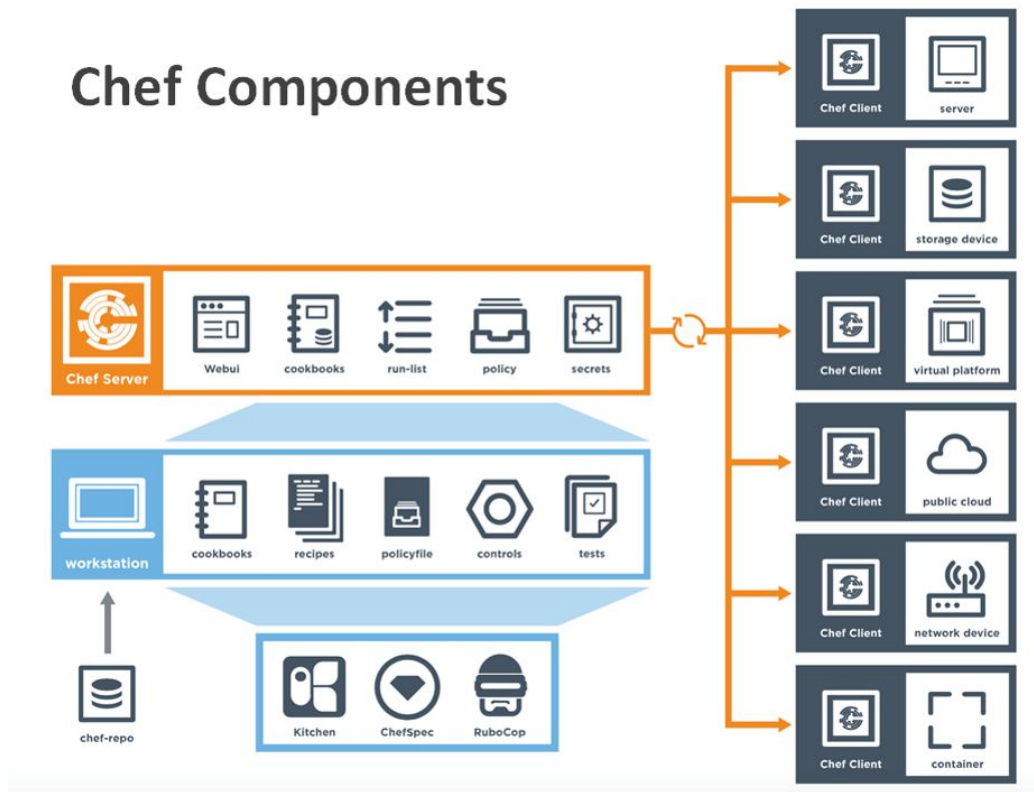 Chef Components
Chef Client
server
Chef Client
storage device
Chef Server
Webui
cookbooks
run-list
policy
secrets
Chef Client
virtual platform
workstation
cookbooks
recipes
policyfile
controls
tests
Chef Client
public cloud
Chef Client
network device
chef-repo
Kitchen
ChefSpec
RuboCop
Chef Client
container